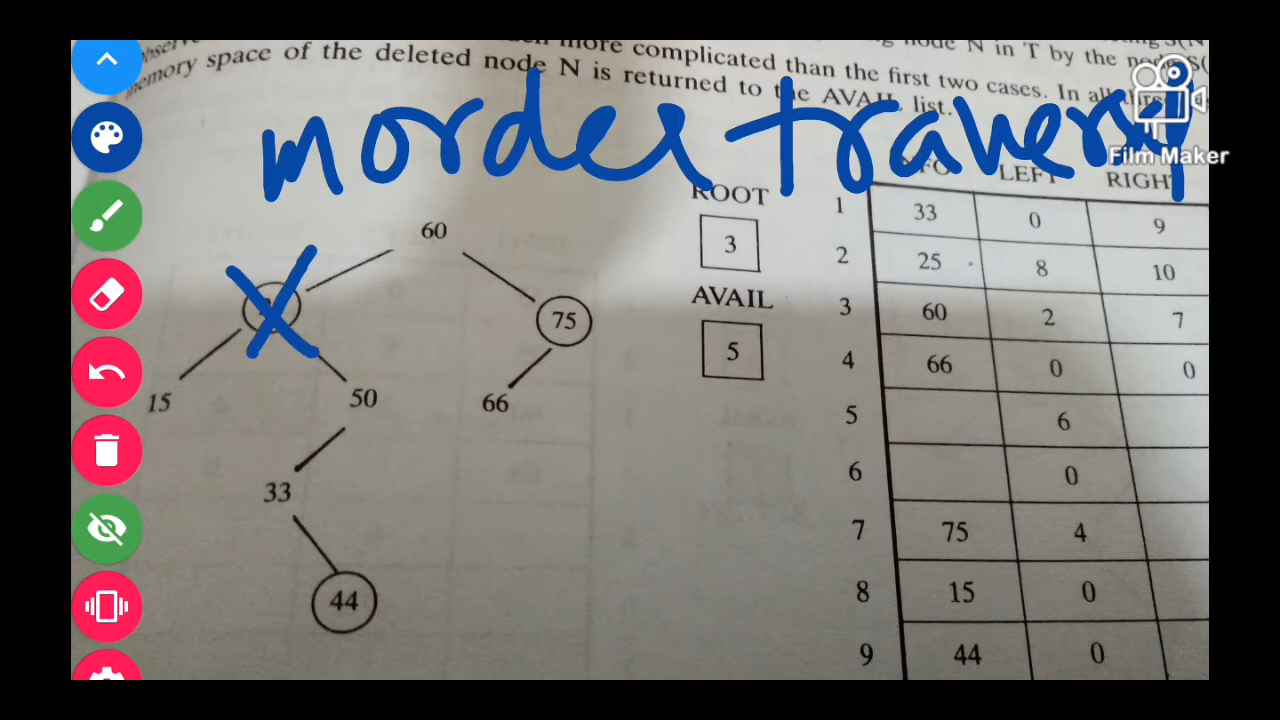 more complicated than the first two cases. In all
node N in T by the node S(
memory space of the deleted node N is returned to the AVAIL list.
inorder traversal
Film Maker
ROOT
3
AVAIL
5
INFO LEFT RIGHT
1 33 0 9
2 25 8 10
3 60 2 7
4 66 0 0
5 6
6 0
7 75 4
8 15 0
9 44 0
60
75
15 50 66
33
44